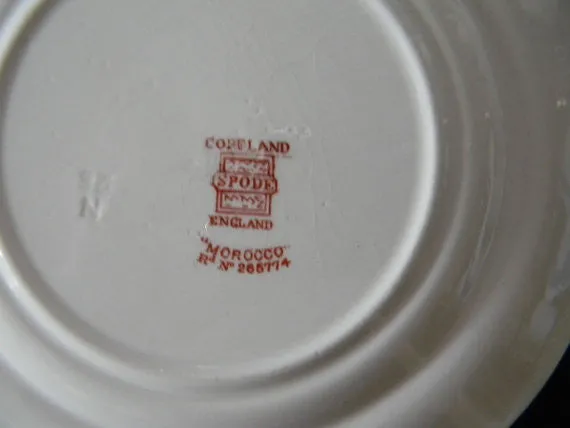 COPELAND
SPODE
ENGLAND
"MOROCCO"
Rd No 265774
N